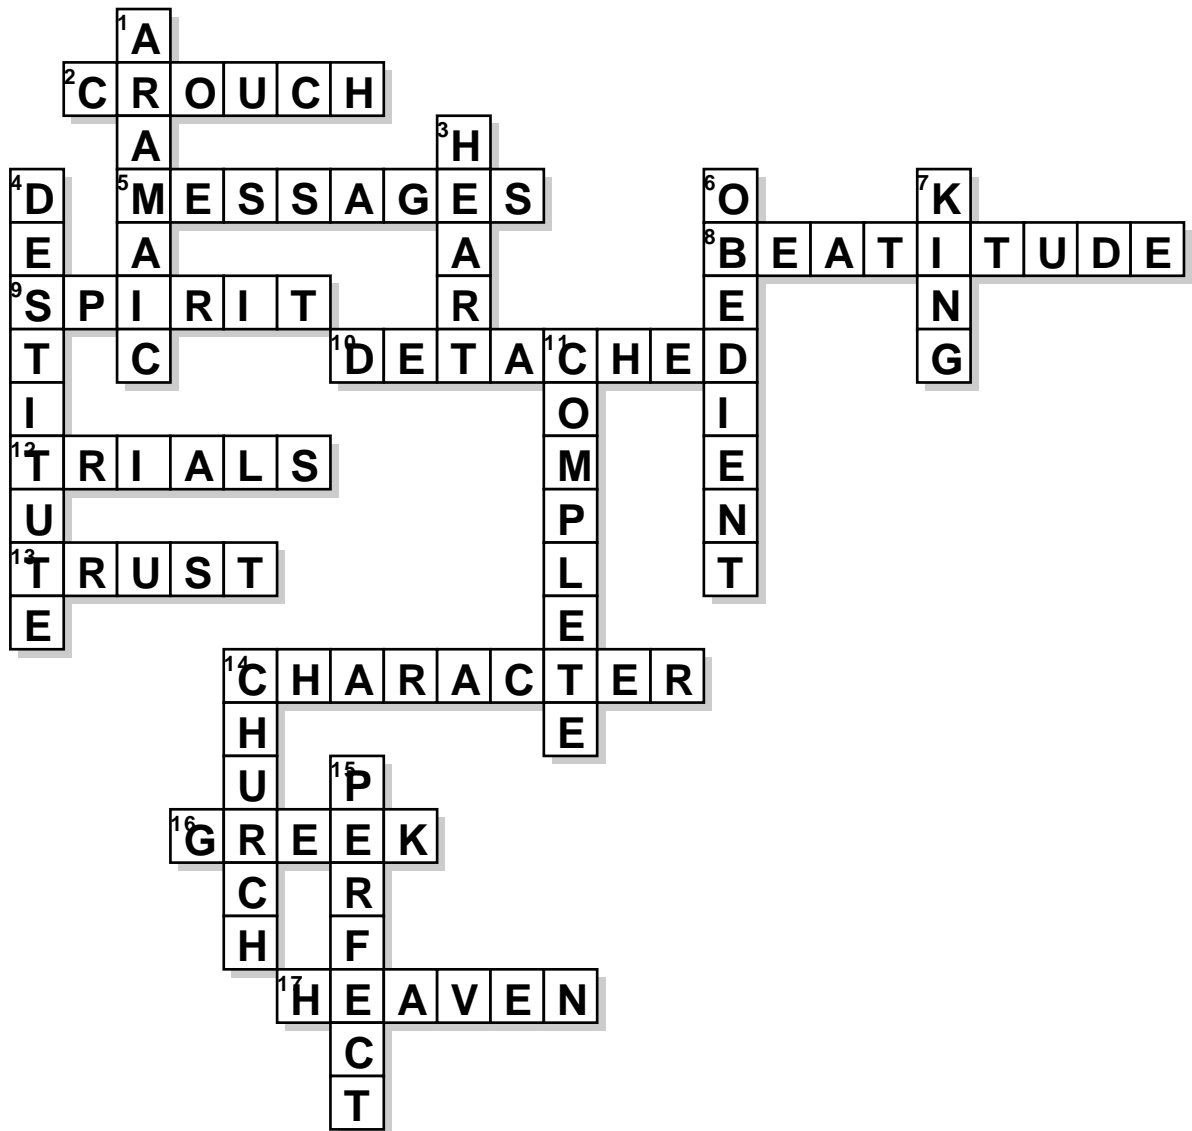 1 A
2 C R O U C H
A 3 H
4 D 5 M E S S A G E S 6 O 7 K
E A A 8 B E A T I T U D E
9 S P I R I T R E N
T C 10 D E T A 11 C H E D G
I O I
12 T R I A L S M E
U P N
13 T R U S T L T
E E
14 C H A R A C T E R
H E
U 15 P
16 G R E E K
C R
H F
17 H E A V E N
C
T